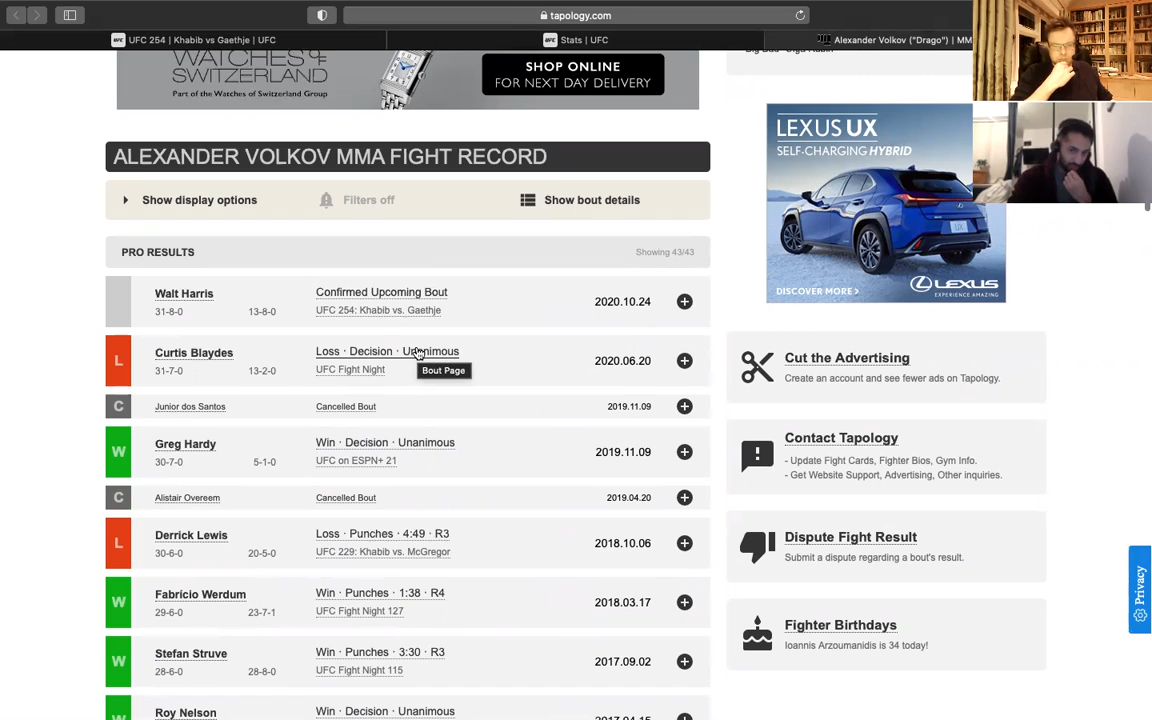 tapology.com
UFC 254 | Khabib vs Gaethje | UFC
Stats | UFC
Alexander Volkov ("Drago") | MM
WATCHES OF
SWITZERLAND
Part of the Watches of Switzerland Group
SHOP ONLINE
FOR NEXT DAY DELIVERY
ALEXANDER VOLKOV MMA FIGHT RECORD
Show display options
Filters off
Show bout details
PRO RESULTS
Showing 43/43
Walt Harris
31-8-0 13-8-0
Confirmed Upcoming Bout
UFC 254: Khabib vs. Gaethje
2020.10.24
L
Curtis Blaydes
31-7-0 13-2-0
Loss · Decision · Unanimous
UFC Fight Night
Bout Page
2020.06.20
C
Junior dos Santos
Cancelled Bout
2019.11.09
W
Greg Hardy
30-7-0 5-1-0
Win · Decision · Unanimous
UFC on ESPN+ 21
2019.11.09
C
Alistair Overeem
Cancelled Bout
2019.04.20
L
Derrick Lewis
30-6-0 20-5-0
Loss · Punches · 4:49 · R3
UFC 229: Khabib vs. McGregor
2018.10.06
W
Fabrício Werdum
29-6-0 23-7-1
Win · Punches · 1:38 · R4
UFC Fight Night 127
2018.03.17
W
Stefan Struve
28-6-0 28-8-0
Win · Punches · 3:30 · R3
UFC Fight Night 115
2017.09.02
W
Roy Nelson
Win · Decision · Unanimous
2017.04.15
LEXUS UX
SELF-CHARGING HYBRID
DISCOVER MORE >
LEXUS
EXPERIENCE AMAZING
Cut the Advertising
Create an account and see fewer ads on Tapology.
Contact Tapology
- Update Fight Cards, Fighter Bios, Gym Info.
- Get Website Support, Advertising, Other inquiries.
Dispute Fight Result
Submit a dispute regarding a bout's result.
Fighter Birthdays
Ioannis Arzoumanidis is 34 today!
Privacy